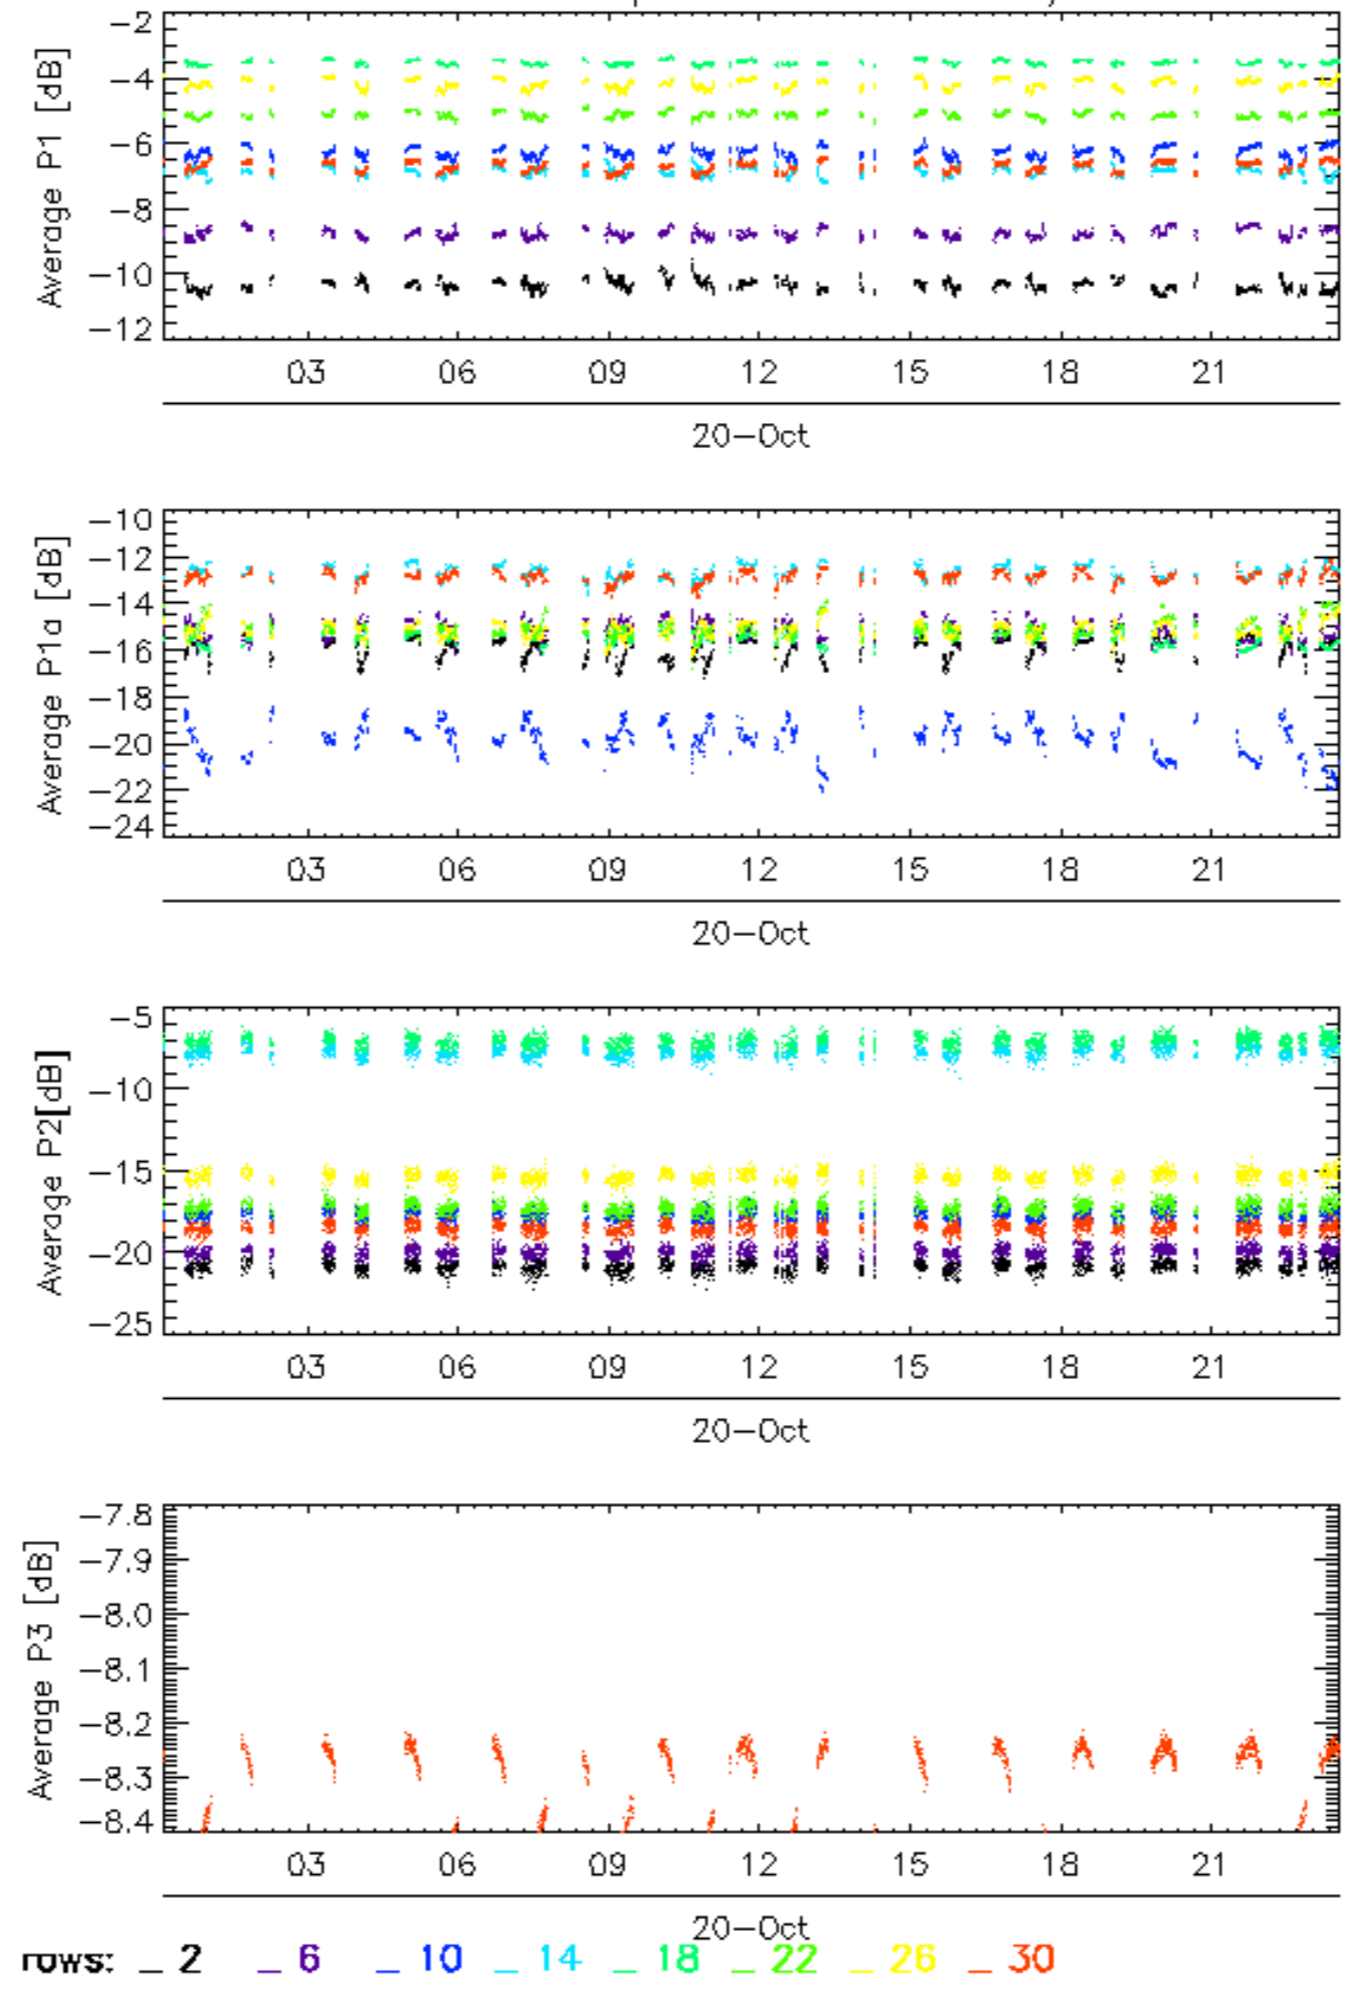 Average P1 [dB]
−2
−4
−6
−8
−10
−12
03 06 09 12 15 18 21
20−Oct
Average P1a [dB]
−10
−12
−14
−16
−18
−20
−22
−24
03 06 09 12 15 18 21
20−Oct
Average P2[dB]
−5
−10
−15
−20
−25
03 06 09 12 15 18 21
20−Oct
Average P3 [dB]
−7.8
−7.9
−8.0
−8.1
−8.2
−8.3
−8.4
03 06 09 12 15 18 21
20−Oct
rows: _ 2 _ 6 _ 10 _ 14 _ 18 _ 22 _ 26 _ 30